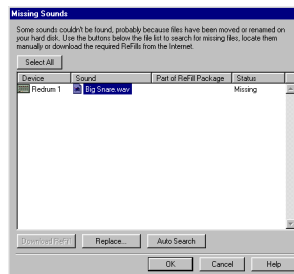 Missing Sounds
Some sounds couldn't be found, probably because files have been moved or renamed on
your hard disk. Use the buttons below the file list to search for missing files, locate them
manually or download the required ReFills from the Internet.
Select All
Device Sound Part of ReFill Package Status
Redrum 1 Big Snare.wav Missing
Download ReFill Replace... Auto Search
OK Cancel Help